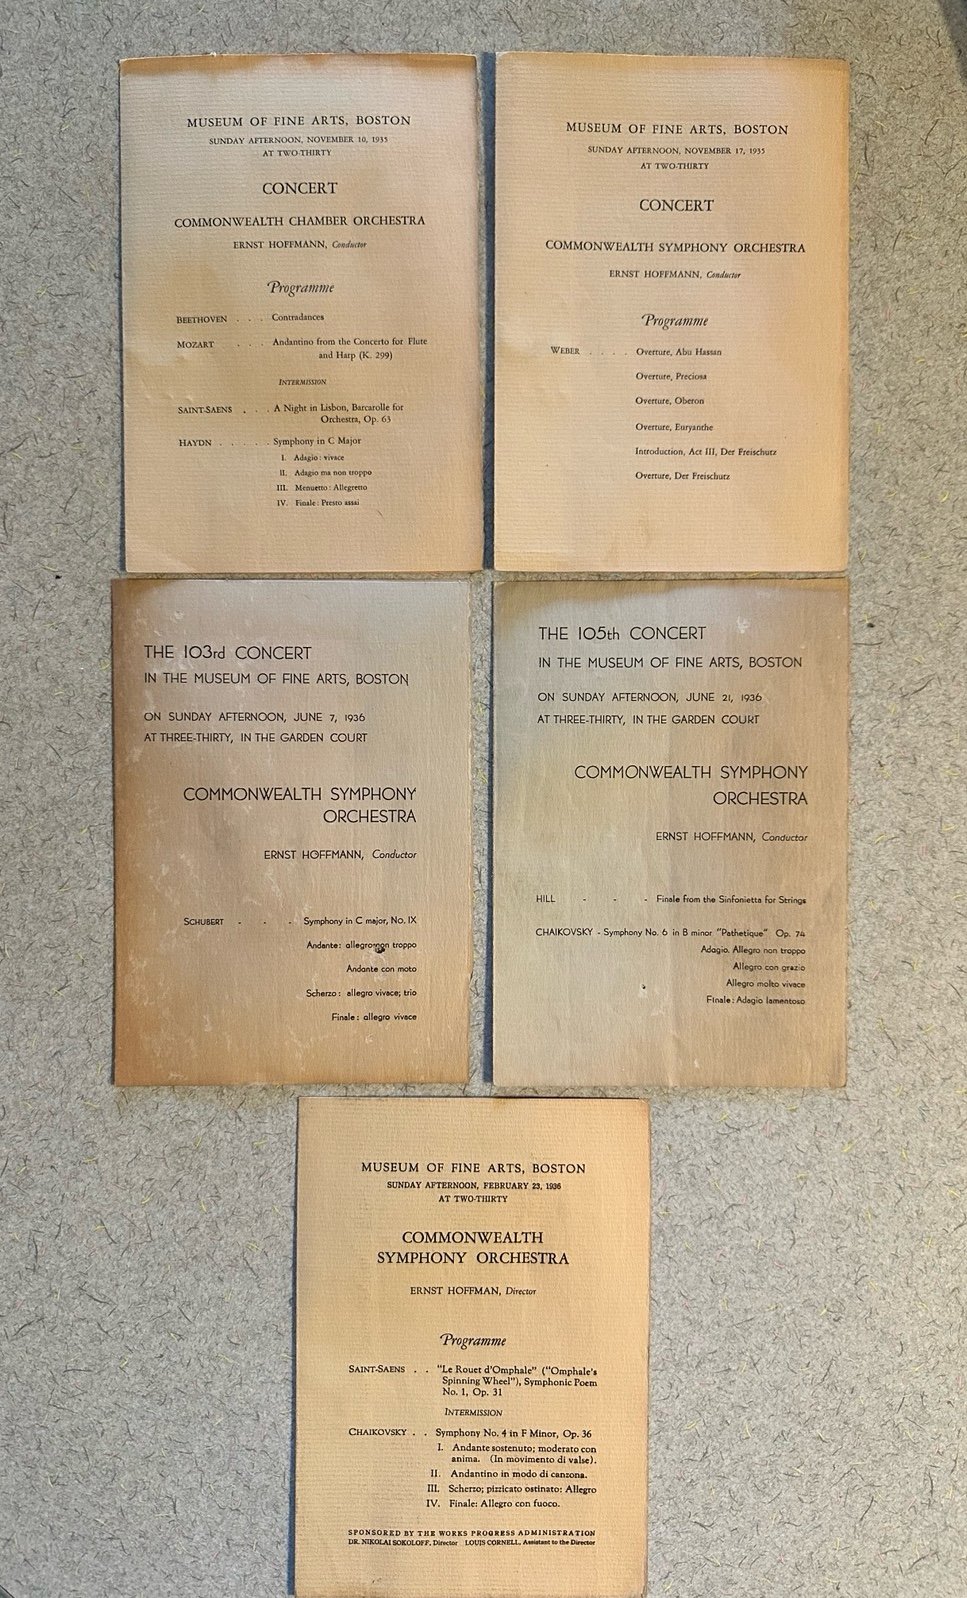 MUSEUM OF FINE ARTS, BOSTON
SUNDAY AFTERNOON, NOVEMBER 10, 1935
AT TWO-THIRTY
CONCERT
COMMONWEALTH CHAMBER ORCHESTRA
ERNST HOFFMANN, Conductor
Programme
BEETHOVEN . . . Contradances
MOZART . . . Andantino from the Concerto for Flute
and Harp (K. 299)
INTERMISSION
SAINT-SAENS . . . A Night in Lisbon, Barcarolle for
Orchestra, Op. 63
HAYDN . . . . . Symphony in C Major
I. Adagio: vivace
II. Adagio ma non troppo
III. Menuetto: Allegretto
IV. Finale: Presto assai
MUSEUM OF FINE ARTS, BOSTON
SUNDAY AFTERNOON, NOVEMBER 17, 1935
AT TWO-THIRTY
CONCERT
COMMONWEALTH SYMPHONY ORCHESTRA
ERNST HOFFMANN, Conductor
Programme
WEBER . . . . Overture, Abu Hassan
Overture, Preciosa
Overture, Oberon
Overture, Euryanthe
Introduction, Act III, Der Freischutz
Overture, Der Freischutz
THE 103rd CONCERT
IN THE MUSEUM OF FINE ARTS, BOSTON
ON SUNDAY AFTERNOON, JUNE 7, 1936
AT THREE-THIRTY, IN THE GARDEN COURT
COMMONWEALTH SYMPHONY
ORCHESTRA
ERNST HOFFMANN, Conductor
SCHUBERT - - - Symphony in C major, No. IX
Andante: allegro non troppo
Andante con moto
Scherzo: allegro vivace; trio
Finale: allegro vivace
THE 105th CONCERT
IN THE MUSEUM OF FINE ARTS, BOSTON
ON SUNDAY AFTERNOON, JUNE 21, 1936
AT THREE-THIRTY, IN THE GARDEN COURT
COMMONWEALTH SYMPHONY
ORCHESTRA
ERNST HOFFMANN, Conductor
HILL - - - Finale from the Sinfonietta for Strings
CHAIKOVSKY - Symphony No. 6 in B minor "Pathetique" Op. 74
Adagio. Allegro non troppo
Allegro con grazio
Allegro molto vivace
Finale: Adagio lamentoso
MUSEUM OF FINE ARTS, BOSTON
SUNDAY AFTERNOON, FEBRUARY 23, 1936
AT TWO-THIRTY
COMMONWEALTH
SYMPHONY ORCHESTRA
ERNST HOFFMAN, Director
Programme
SAINT-SAENS . . "Le Rouet d'Omphale" ("Omphale's
Spinning Wheel"), Symphonic Poem
No. 1, Op. 31
INTERMISSION
CHAIKOVSKY . . Symphony No. 4 in F Minor, Op. 36
I. Andante sostenuto; moderato con
anima. (In movimento di valse).
II. Andantino in modo di canzona.
III. Scherzo; pizzicato ostinato: Allegro
IV. Finale: Allegro con fuoco.
SPONSORED BY THE WORKS PROGRESS ADMINISTRATION
DR. NIKOLAI SOKOLOFF, Director LOUIS CORNELL, Assistant to the Director